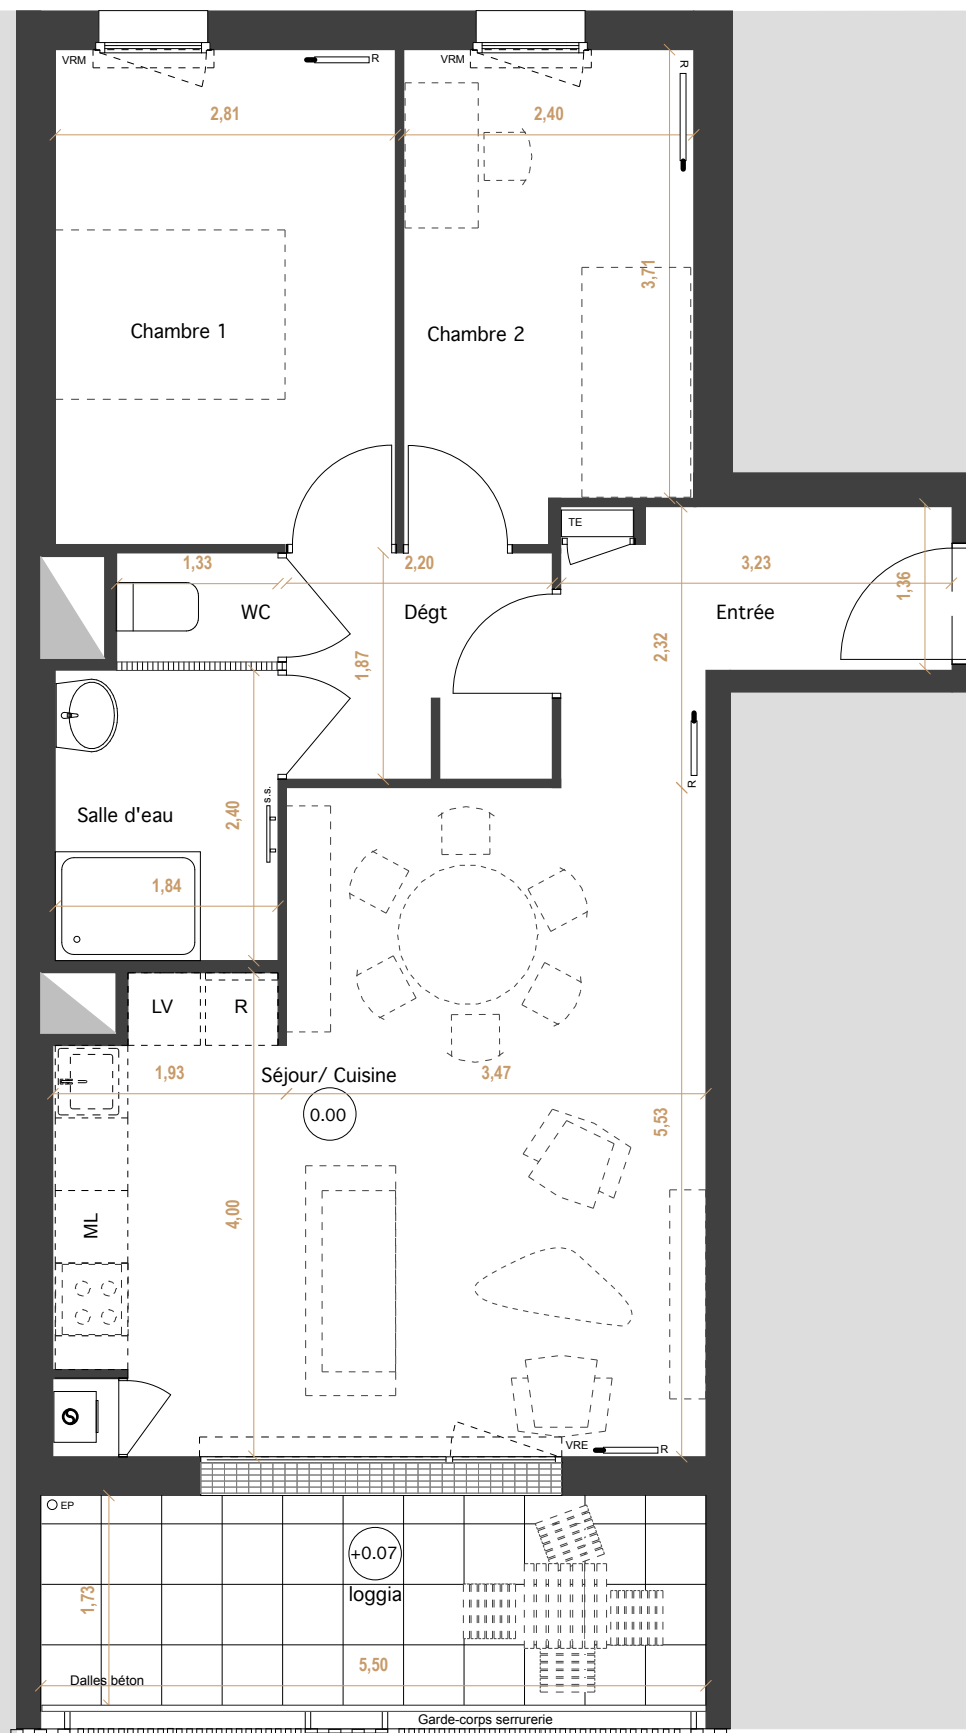 VRM
R
VRM
R
2,81
2,40
3,71
Chambre 1
Chambre 2
TE
1,33
2,20
3,23
1,36
WC
Dégt
Entrée
2,32
1,87
R
s.s.
Salle d'eau
2,40
1,84
LV
R
1,93
Séjour/ Cuisine
3,47
0.00
5,53
4,00
ML
VRE
R
EP
+0.07
loggia
1,73
5,50
Dalles béton
Garde-corps serrurerie